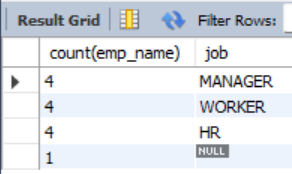 Result Grid Filter Rows:
count(emp_name) job
4 MANAGER
4 WORKER
4 HR
1 NULL